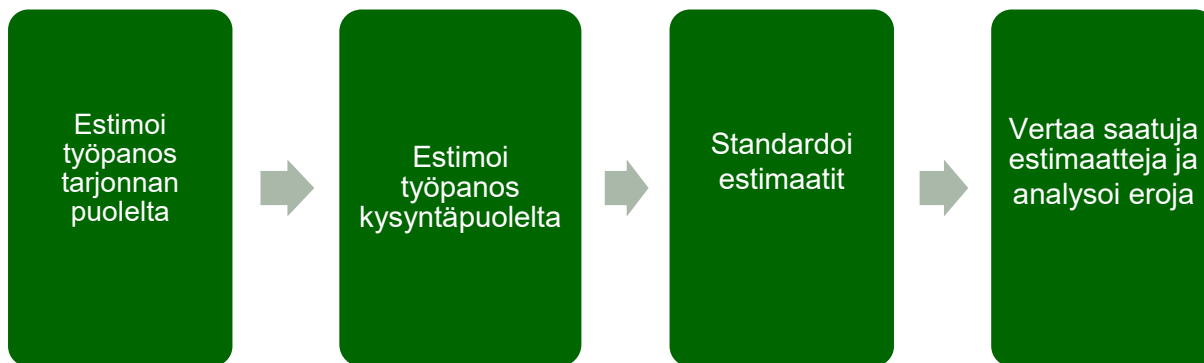 Estimoi
työpanos
tarjonnan
puolelta
Estimoi
työpanos
kysyntäpuolelta
Standardoi
estimaatit
Vertaa saatuja
estimaatteja ja
analysoi eroja